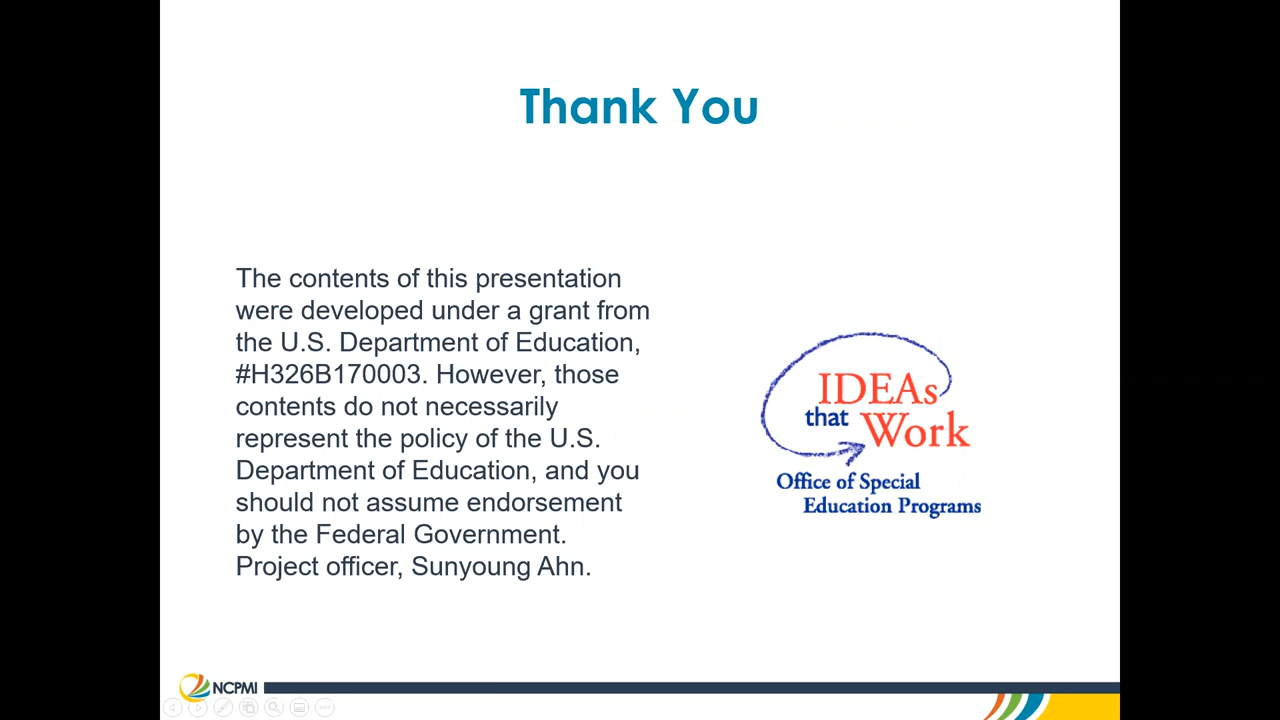 Thank You
The contents of this presentation
were developed under a grant from
the U.S. Department of Education,
#H326B170003. However, those
contents do not necessarily
represent the policy of the U.S.
Department of Education, and you
should not assume endorsement
by the Federal Government.
Project officer, Sunyoung Ahn.
IDEAs
that Work
Office of Special
Education Programs
NCPMI